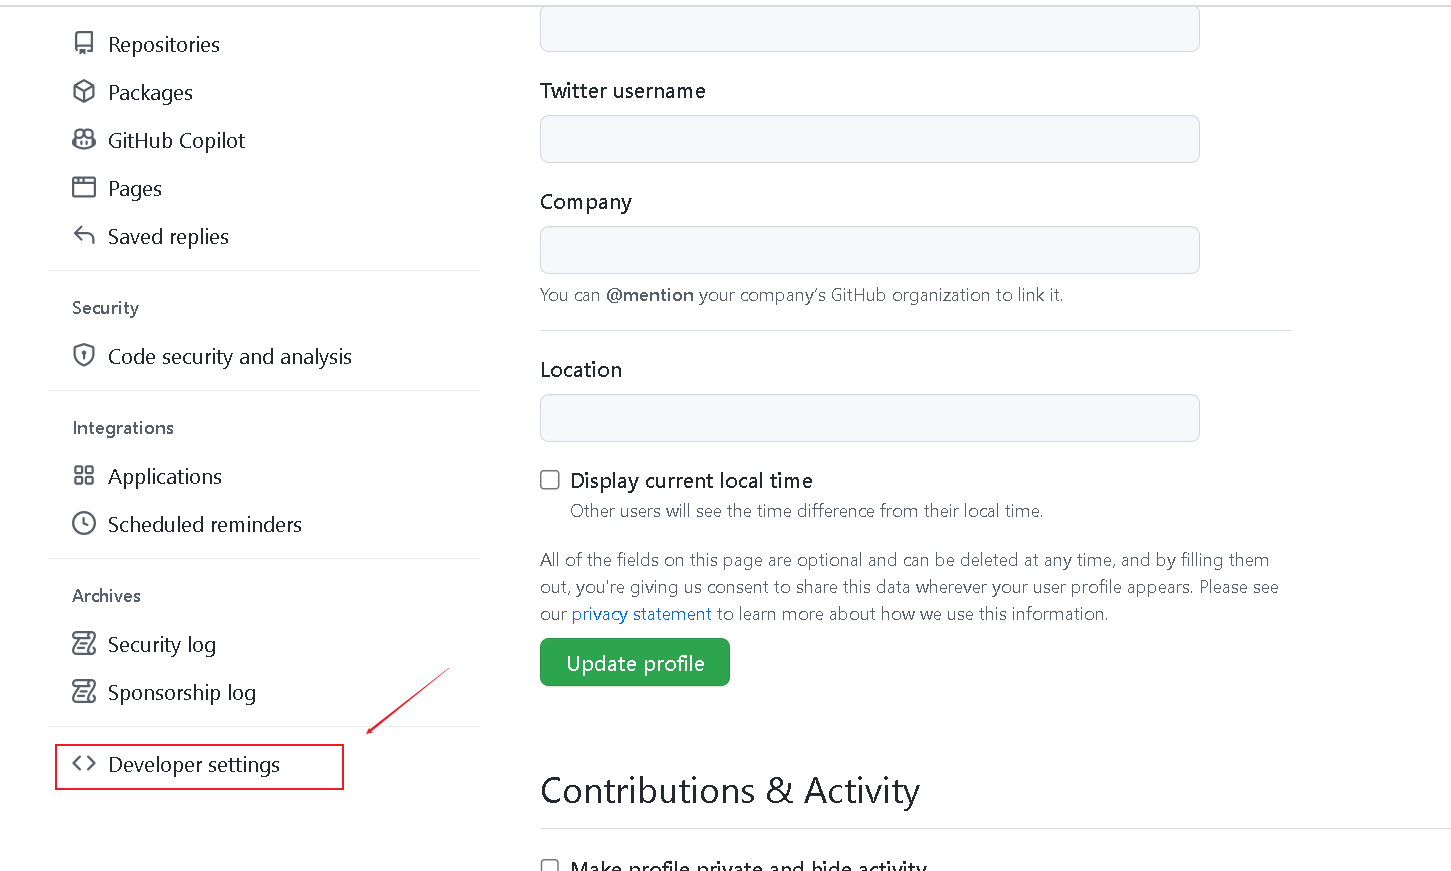 Repositories
Packages
GitHub Copilot
Pages
Saved replies
Security
Code security and analysis
Integrations
Applications
Scheduled reminders
Archives
Security log
Sponsorship log
Developer settings
Twitter username
Company
You can @mention your company’s GitHub organization to link it.
Location
Display current local time
Other users will see the time difference from their local time.
All of the fields on this page are optional and can be deleted at any time, and by filling them
out, you're giving us consent to share this data wherever your user profile appears. Please see
our privacy statement to learn more about how we use this information.
Update profile
Contributions & Activity
Make profile private and hide activity